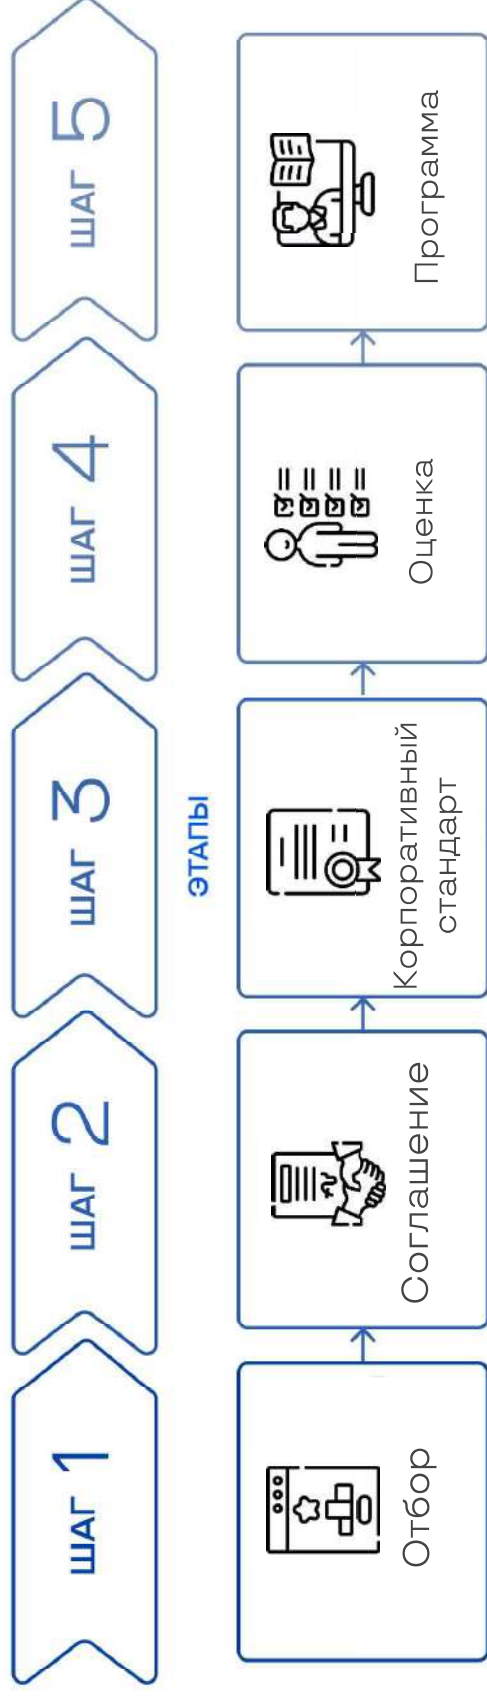 ШАГ 1
ШАГ 2
ШАГ 3
ШАГ 4
ШАГ 5
ЭТАПЫ
Отбор
Соглашение
Корпоративный
стандарт
Оценка
Программа